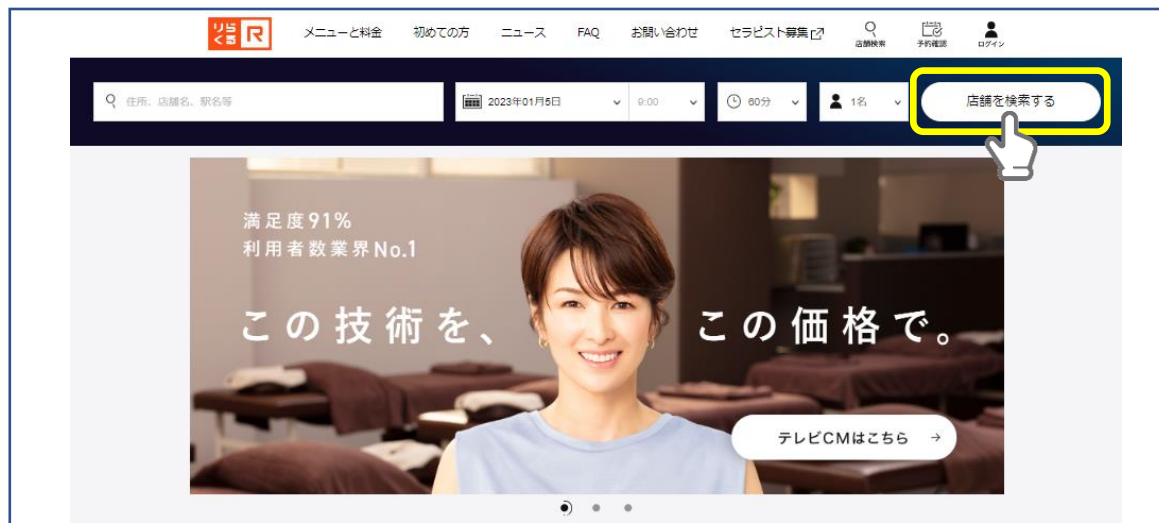 りらくる R
メニューと料金 初めての方 ニュース FAQ お問い合わせ セラピスト募集 店舗検索 予約確認 ログイン
住所、店舗名、駅名等 2023年01月5日 9:00 60分 1名 店舗を検索する
満足度91%
利用者数業界No.1
この技術を、 この価格で。
テレビCMはこちら →